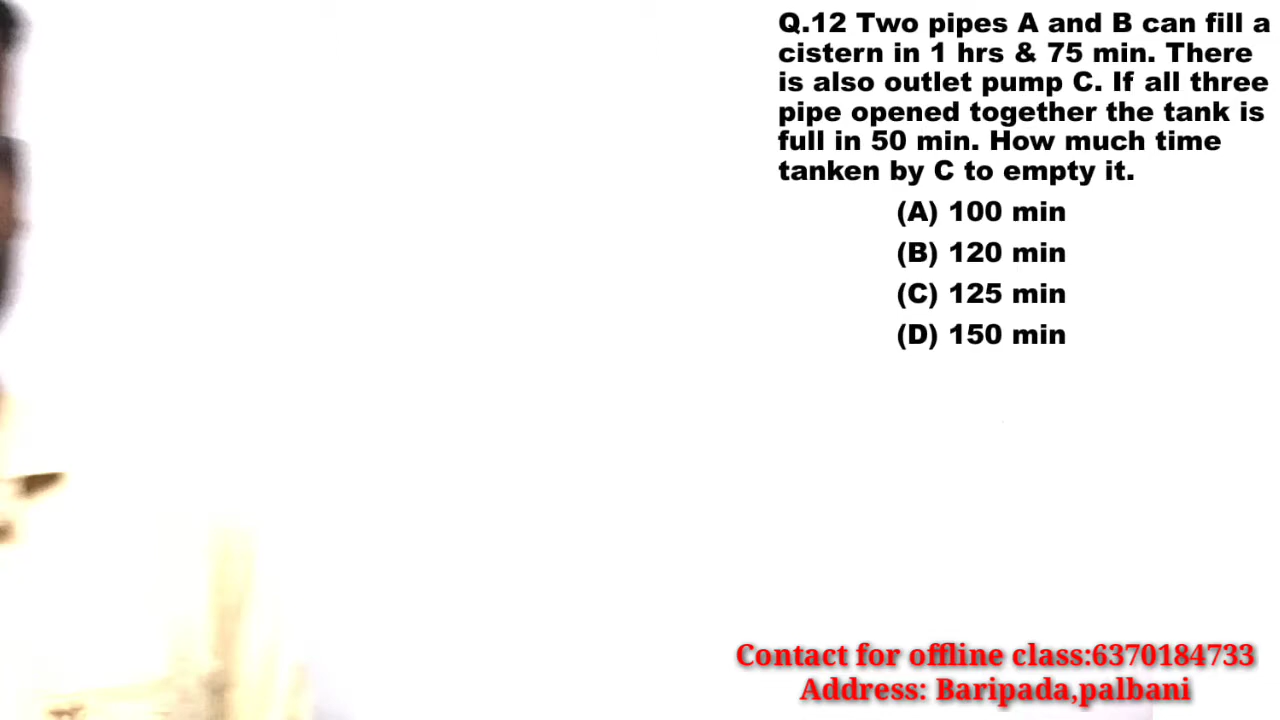 Q.12 Two pipes A and B can fill a
cistern in 1 hrs & 75 min. There
is also outlet pump C. If all three
pipe opened together the tank is
full in 50 min. How much time
tanken by C to empty it.
(A) 100 min
(B) 120 min
(C) 125 min
(D) 150 min
Contact for offline class:6370184733
Address: Baripada,palbani